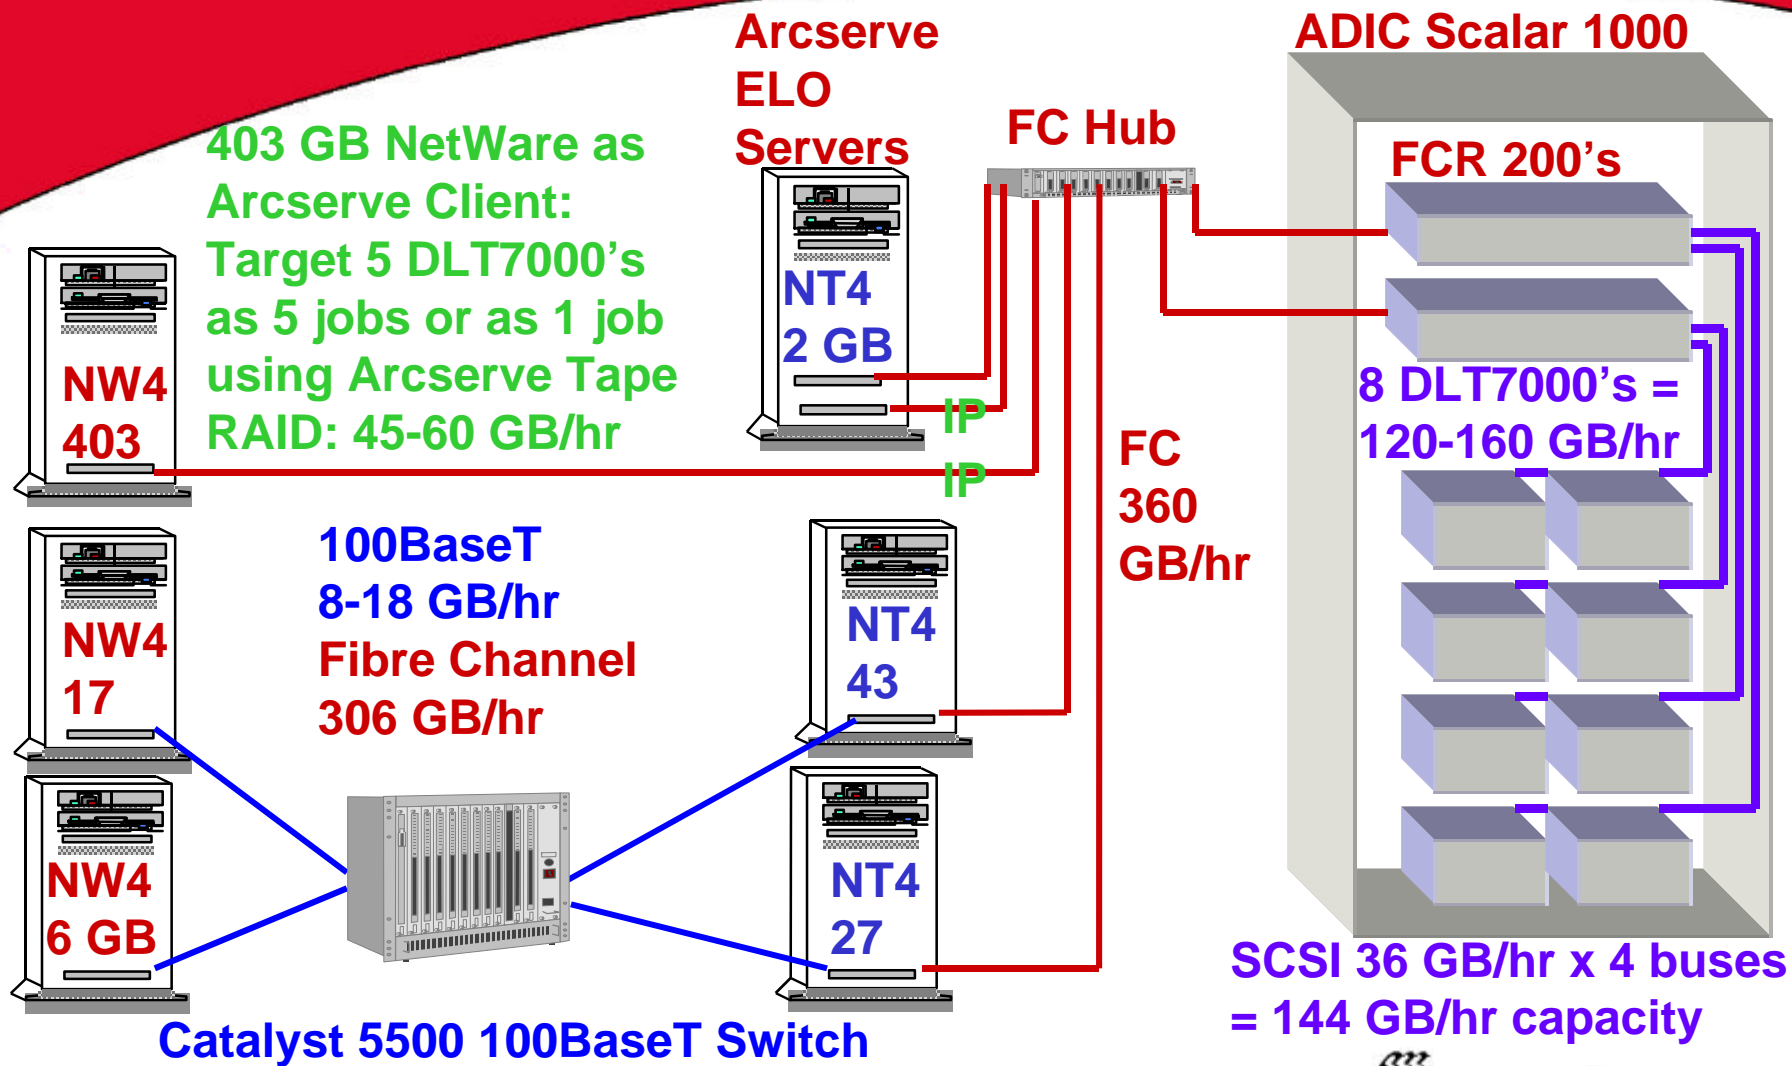 Arcserve
ELO
Servers
ADIC Scalar 1000
FC Hub
FCR 200's
403 GB NetWare as
Arcserve Client:
Target 5 DLT7000's
as 5 jobs or as 1 job
using Arcserve Tape
RAID: 45-60 GB/hr
NW4
403
NT4
2 GB
IP
IP
8 DLT7000's =
120-160 GB/hr
FC
360
GB/hr
100BaseT
8-18 GB/hr
Fibre Channel
306 GB/hr
NW4
17
NT4
43
NW4
6 GB
NT4
27
SCSI 36 GB/hr x 4 buses
= 144 GB/hr capacity
Catalyst 5500 100BaseT Switch